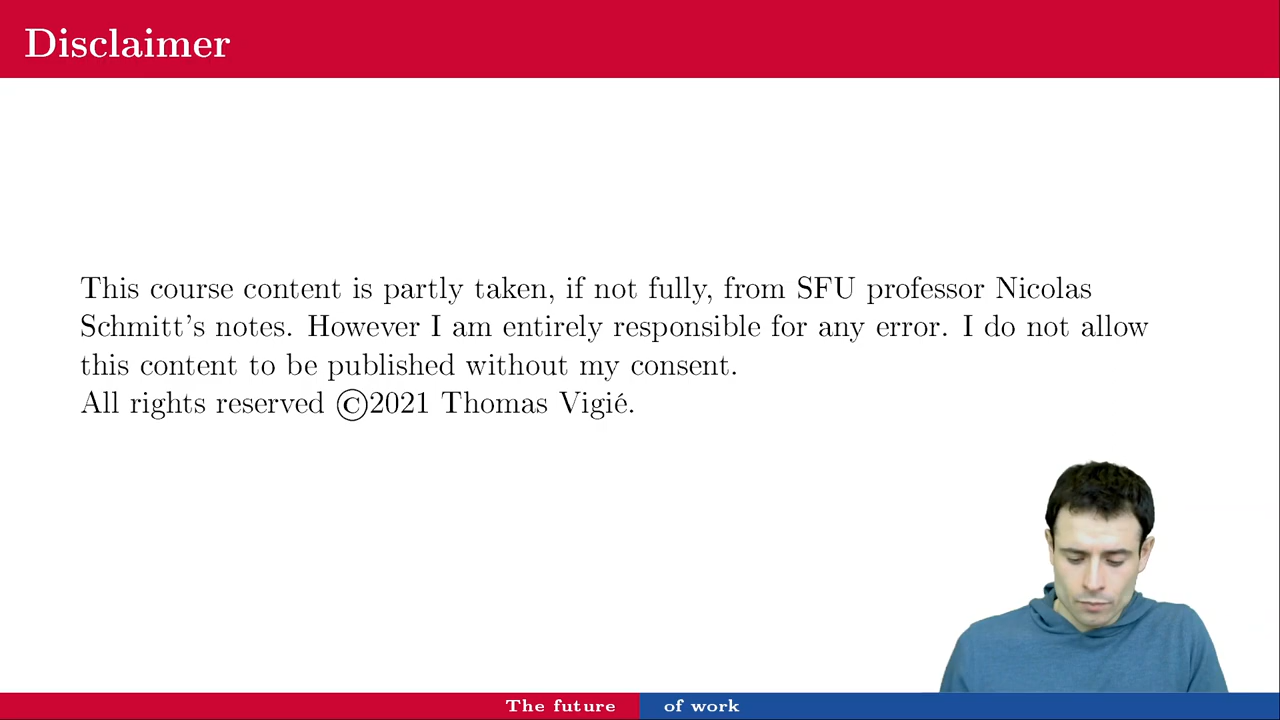 Disclaimer
This course content is partly taken, if not fully, from SFU professor Nicolas
Schmitt's notes. However I am entirely responsible for any error. I do not allow
this content to be published without my consent.
All rights reserved ©2021 Thomas Vigié.
The future of work